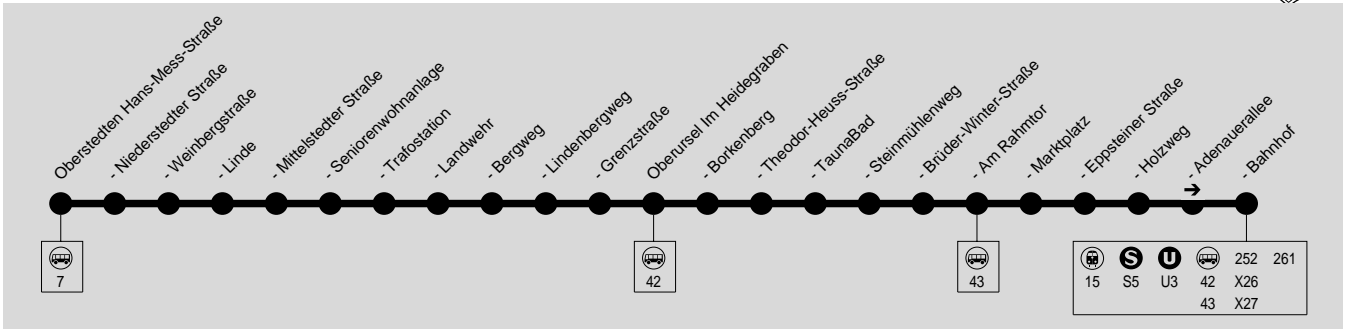 Oberstedten Hans-Mess-Straße
- Niederstedter Straße
- Weinbergstraße
- Linde
- Mittelstedter Straße
- Seniorenwohnanlage
- Trafostation
- Landwehr
- Bergweg
- Lindenbergweg
- Grenzstraße
Oberursel Im Heidegraben
- Borkenberg
- Theodor-Heuss-Straße
- TaunaBad
- Steinmühlenweg
- Brüder-Winter-Straße
- Am Rahmtor
- Marktplatz
- Eppsteiner Straße
- Holzweg
- Adenauerallee
- Bahnhof
7
42
43
S U 252 261
15 S5 U3 42 X26
43 X27